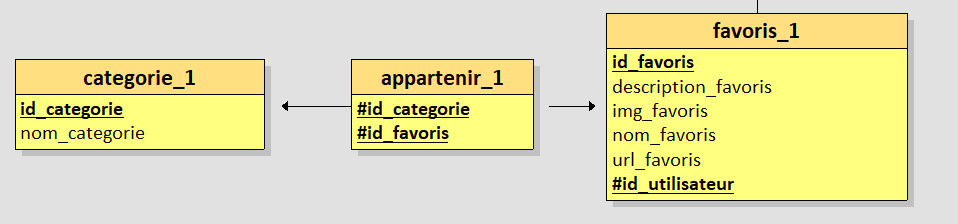 categorie_1
id_categorie
nom_categorie
appartenir_1
#id_categorie
#id_favoris
favoris_1
id_favoris
description_favoris
img_favoris
nom_favoris
url_favoris
#id_utilisateur